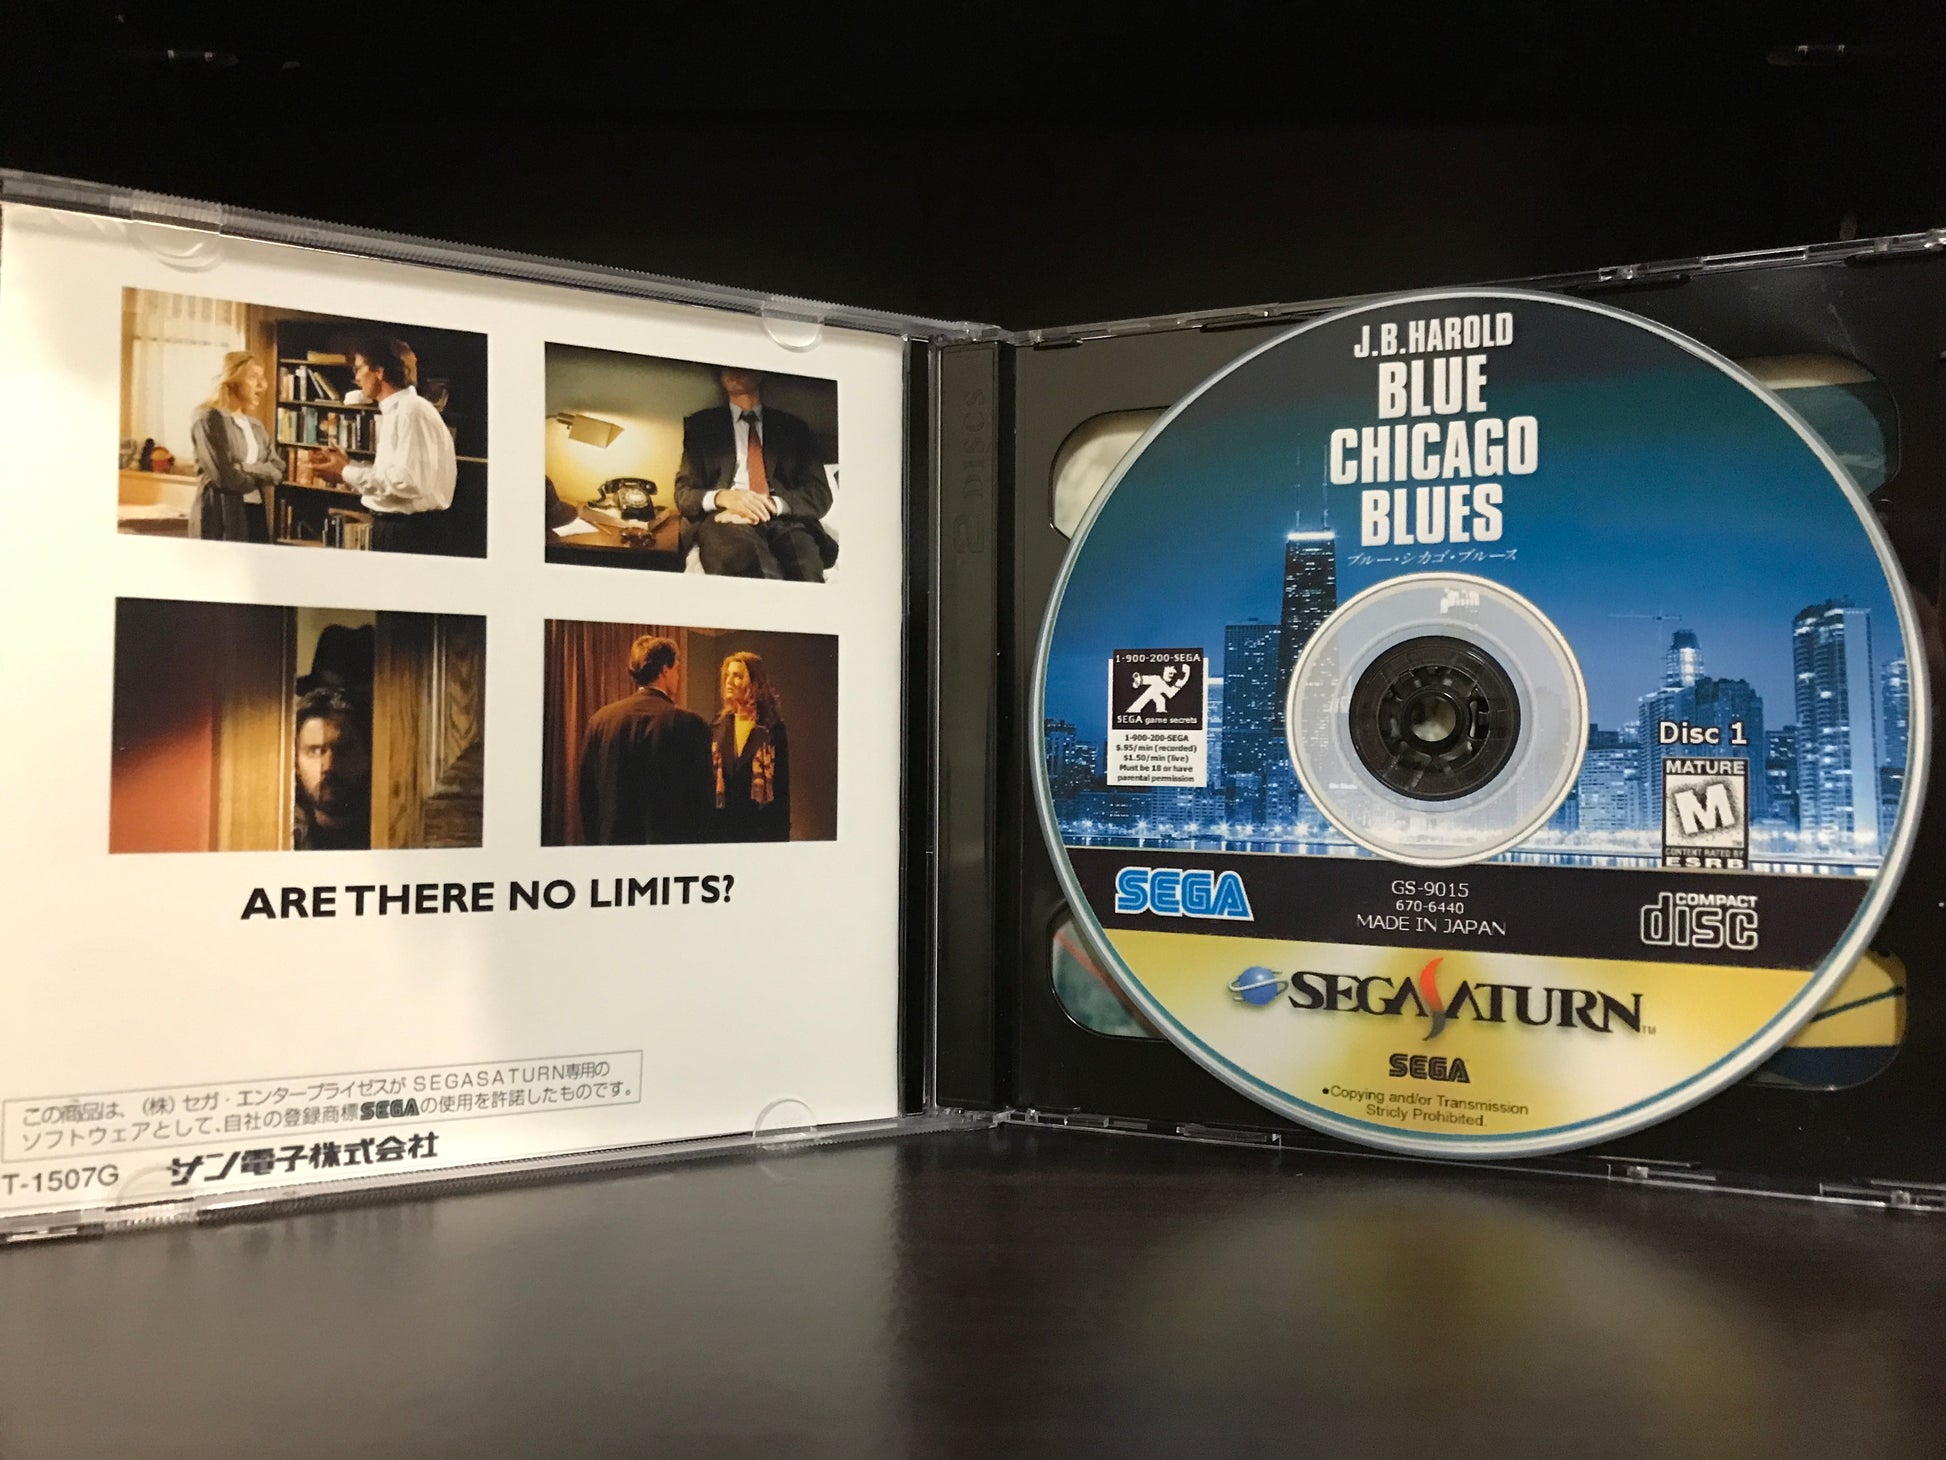 ARE THERE NO LIMITS?
この商品は、(株)セガ・エンタープライゼスが SEGASATURN専用の
ソフトウェアとして、自社の登録商標SEGAの使用を許諾したものです。
T-1507G サン電子株式会社
2 DISCS
J.B.HAROLD
BLUE
CHICAGO
BLUES
ブルー・シカゴ・ブルース
1-900-200-SEGA
SEGA game secrets
1-900-200-SEGA
$.95/min (recorded)
$1.50/min (live)
Must be 18 or have
parental permission
Disc 1
MATURE
M
TM
CONTENT RATED BY
ESRB
SEGA
GS-9015
670-6440
MADE IN JAPAN
COMPACT
disc
SEGA SATURN TM
SEGA
•Copying and/or Transmission
Stricly Prohibited.